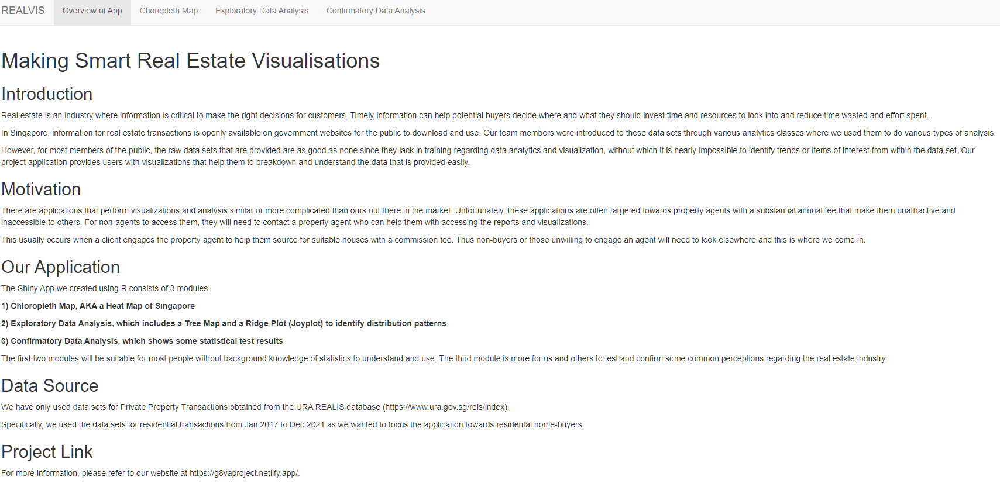 REALVIS Overview of App Choropleth Map Exploratory Data Analysis Confirmatory Data Analysis
Making Smart Real Estate Visualisations
Introduction
Real estate is an industry where information is critical to make the right decisions for customers. Timely information can help potential buyers decide where and what they should invest time and resources to look into and reduce time wasted and effort spent.
In Singapore, information for real estate transactions is openly available on government websites for the public to download and use. Our team members were introduced to these data sets through various analytics classes where we used them to do various types of analysis.
However, for most members of the public, the raw data sets that are provided are as good as none since they lack in training regarding data analytics and visualization, without which it is nearly impossible to identify trends or items of interest from within the data set. Our
project application provides users with visualizations that help them to breakdown and understand the data that is provided easily.
Motivation
There are applications that perform visualizations and analysis similar or more complicated than ours out there in the market. Unfortunately, these applications are often targeted towards property agents with a substantial annual fee that make them unattractive and
inaccessible to others. For non-agents to access them, they will need to contact a property agent who can help them with accessing the reports and visualizations.
This usually occurs when a client engages the property agent to help them source for suitable houses with a commission fee. Thus non-buyers or those unwilling to engage an agent will need to look elsewhere and this is where we come in.
Our Application
The Shiny App we created using R consists of 3 modules.
1) Chloropleth Map, AKA a Heat Map of Singapore
2) Exploratory Data Analysis, which includes a Tree Map and a Ridge Plot (Joyplot) to identify distribution patterns
3) Confirmatory Data Analysis, which shows some statistical test results
The first two modules will be suitable for most people without background knowledge of statistics to understand and use. The third module is more for us and others to test and confirm some common perceptions regarding the real estate industry.
Data Source
We have only used data sets for Private Property Transactions obtained from the URA REALIS database (https://www.ura.gov.sg/reis/index).
Specifically, we used the data sets for residential transactions from Jan 2017 to Dec 2021 as we wanted to focus the application towards residental home-buyers.
Project Link
For more information, please refer to our website at https://g8vaproject.netlify.app/.